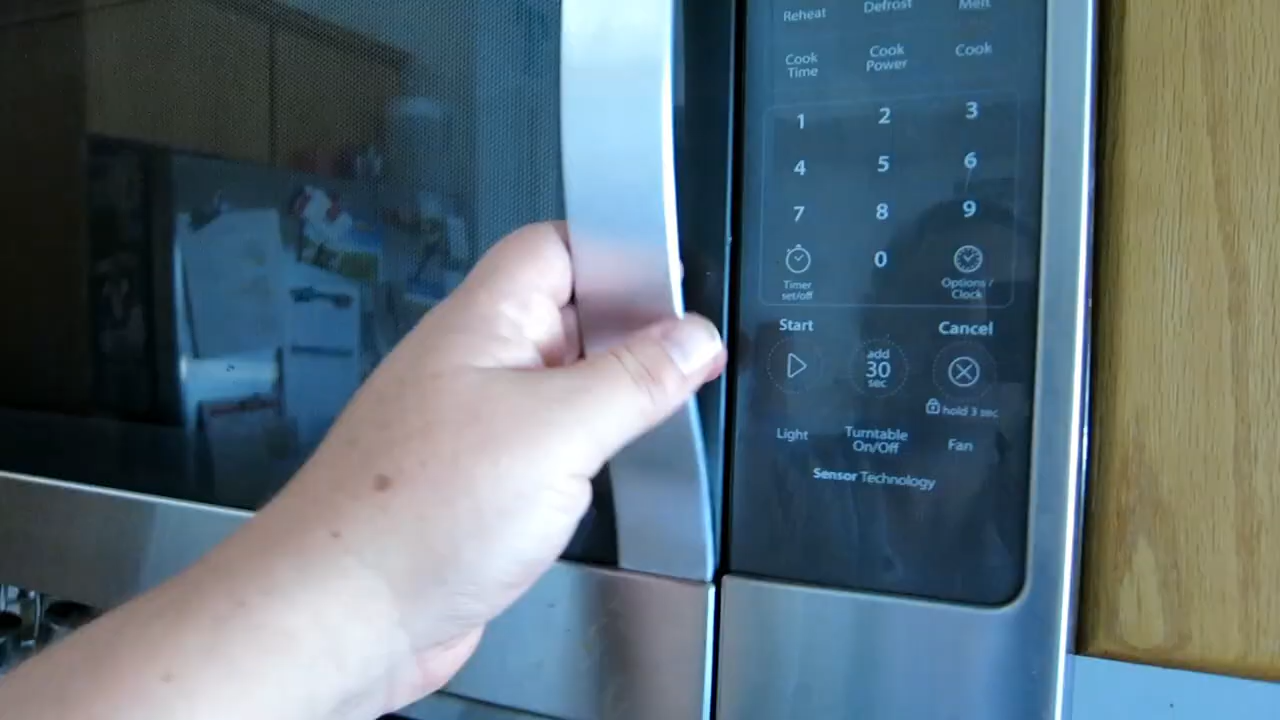 Reheat Defrost Melt
Cook Time
Cook Power
Cook
1 2 3
4 5 6
7 8 9
Timer set/off
0
Options / Clock
Start
Cancel
add 30 sec
hold 3 sec
Light
Turntable On/Off
Fan
Sensor Technology